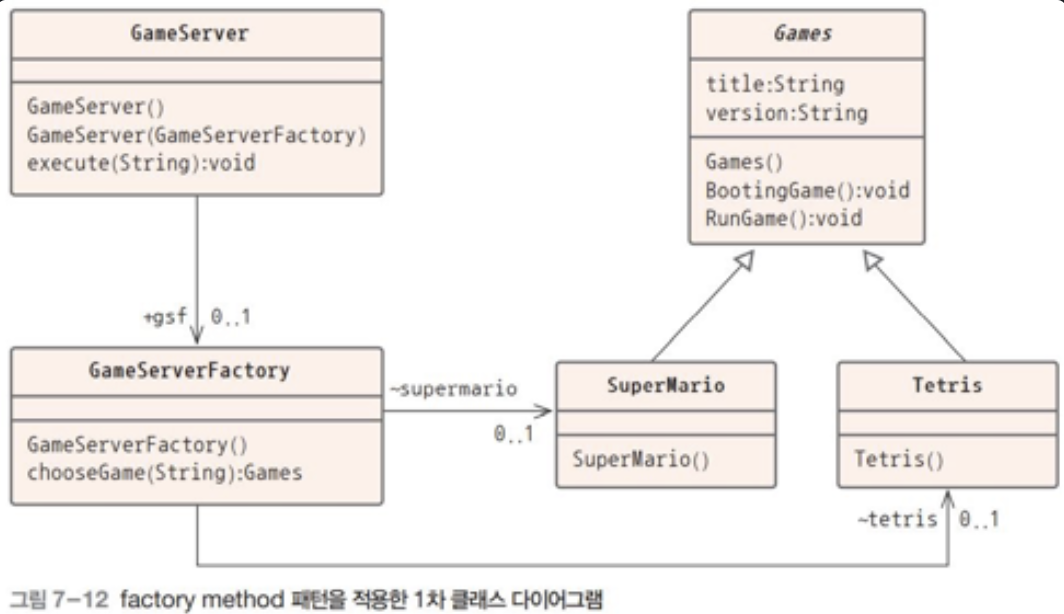 GameServer
GameServer()
GameServer(GameServerFactory)
execute(String):void
Games
title:String
version:String
Games()
BootingGame():void
RunGame():void
+gsf 0..1
GameServerFactory
GameServerFactory()
chooseGame(String):Games
~supermario
0..1
SuperMario
SuperMario()
Tetris
Tetris()
~tetris 0..1
그림 7-12 factory method 패턴을 적용한 1차 클래스 다이어그램